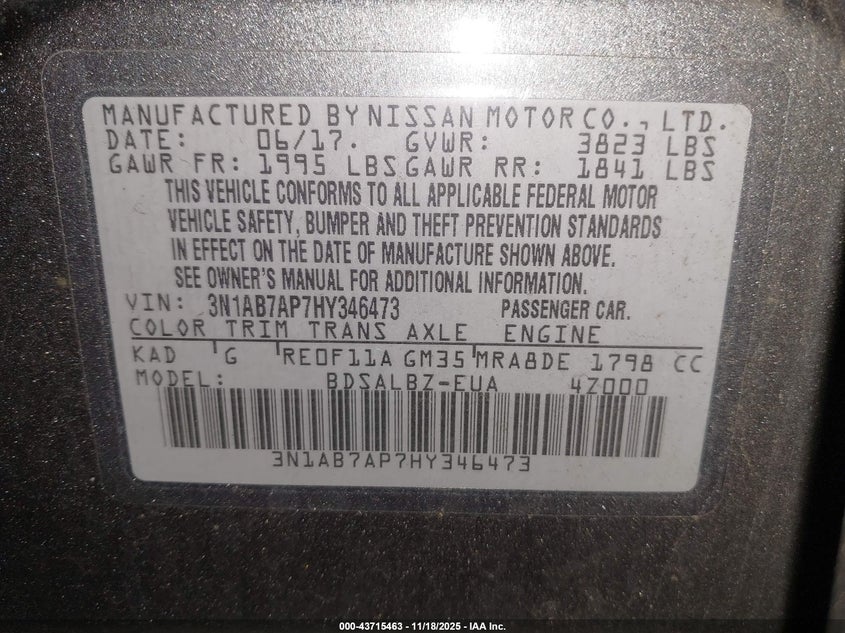 MANUFACTURED BY NISSAN MOTOR CO., LTD.
DATE: 06/17. GVWR: 3823 LBS
GAWR FR: 1995 LBS GAWR RR: 1841 LBS
THIS VEHICLE CONFORMS TO ALL APPLICABLE FEDERAL MOTOR
VEHICLE SAFETY, BUMPER AND THEFT PREVENTION STANDARDS
IN EFFECT ON THE DATE OF MANUFACTURE SHOWN ABOVE.
SEE OWNER'S MANUAL FOR ADDITIONAL INFORMATION.
VIN: 3N1AB7AP7HY346473 PASSENGER CAR.
COLOR TRIM TRANS AXLE ENGINE
KAD G RE0F11A GM35 MRA8DE 1798 CC
MODEL: BDSALBZ-EUA 4Z000
3N1AB7AP7HY346473
000-43715463 - 11/18/2025 - IAA Inc.